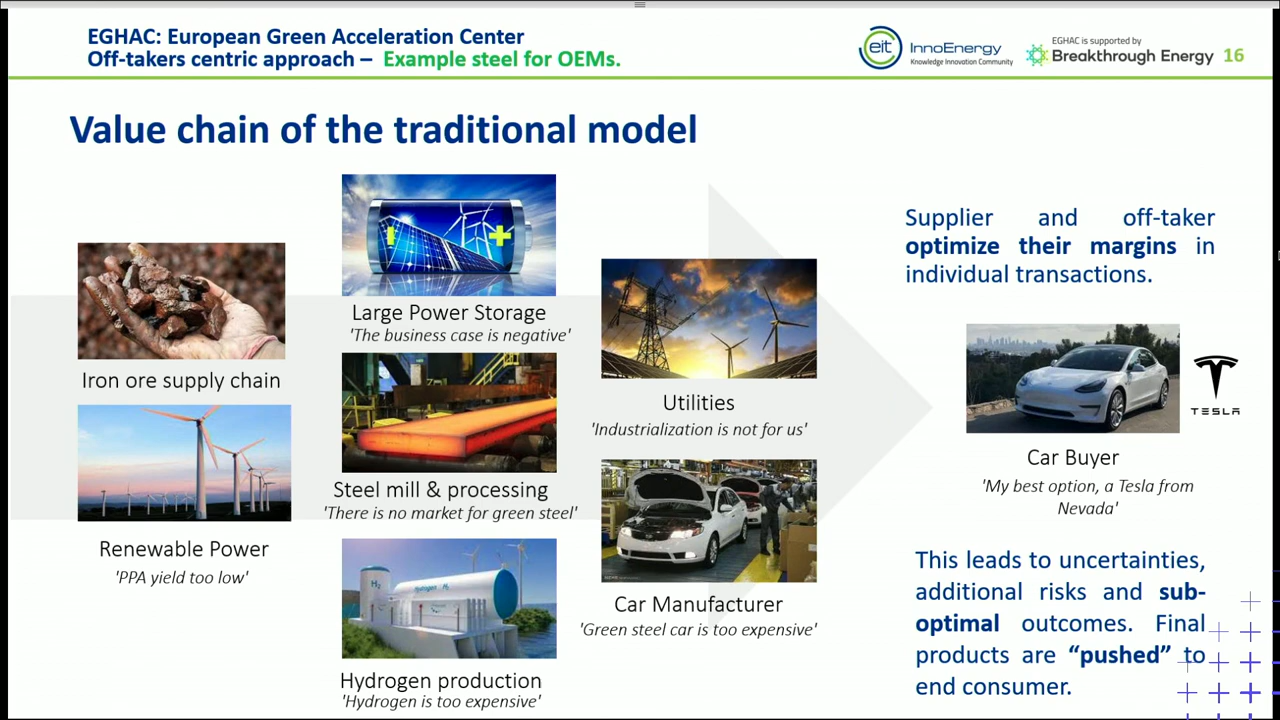 EGHAC: European Green Acceleration Center
Off-takers centric approach – Example steel for OEMs.
eit
InnoEnergy
Knowledge Innovation Community
EGHAC is supported by
Breakthrough Energy
16
Value chain of the traditional model
Iron ore supply chain
Renewable Power
'PPA yield too low'
Large Power Storage
'The business case is negative'
Steel mill & processing
'There is no market for green steel'
H2
Hydrogen production
'Hydrogen is too expensive'
Utilities
'Industrialization is not for us'
Car Manufacturer
'Green steel car is too expensive'
Supplier and off-taker
optimize their margins in
individual transactions.
TESLA
Car Buyer
'My best option, a Tesla from
Nevada'
This leads to uncertainties,
additional risks and sub-
optimal outcomes. Final
products are “pushed” to
end consumer.